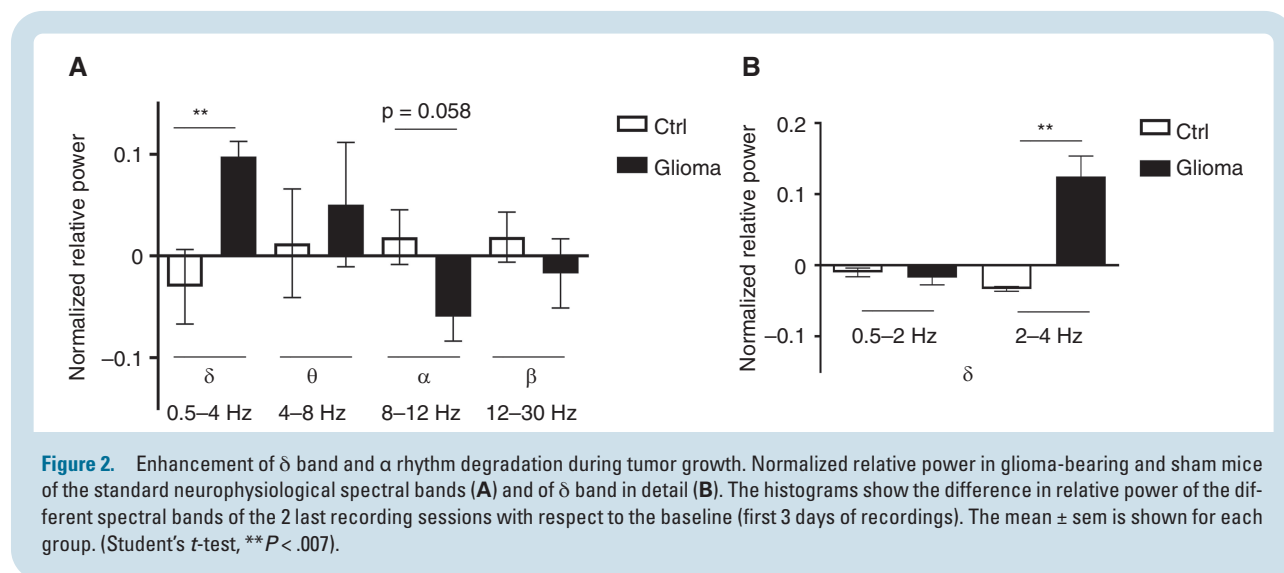 A
B
**
p = 0.058
Ctrl
Glioma
Normalized relative power
0.1
0
–0.1
δ
θ
α
β
0.5–4 Hz
4–8 Hz
8–12 Hz
12–30 Hz
**
Ctrl
Glioma
Normalized relative power
0.2
0.1
0
–0.1
0.5–2 Hz
2–4 Hz
δ
Figure 2. Enhancement of δ band and α rhythm degradation during tumor growth. Normalized relative power in glioma-bearing and sham mice
of the standard neurophysiological spectral bands (A) and of δ band in detail (B). The histograms show the difference in relative power of the dif-
ferent spectral bands of the 2 last recording sessions with respect to the baseline (first 3 days of recordings). The mean ± sem is shown for each
group. (Student's t-test, **P < .007).